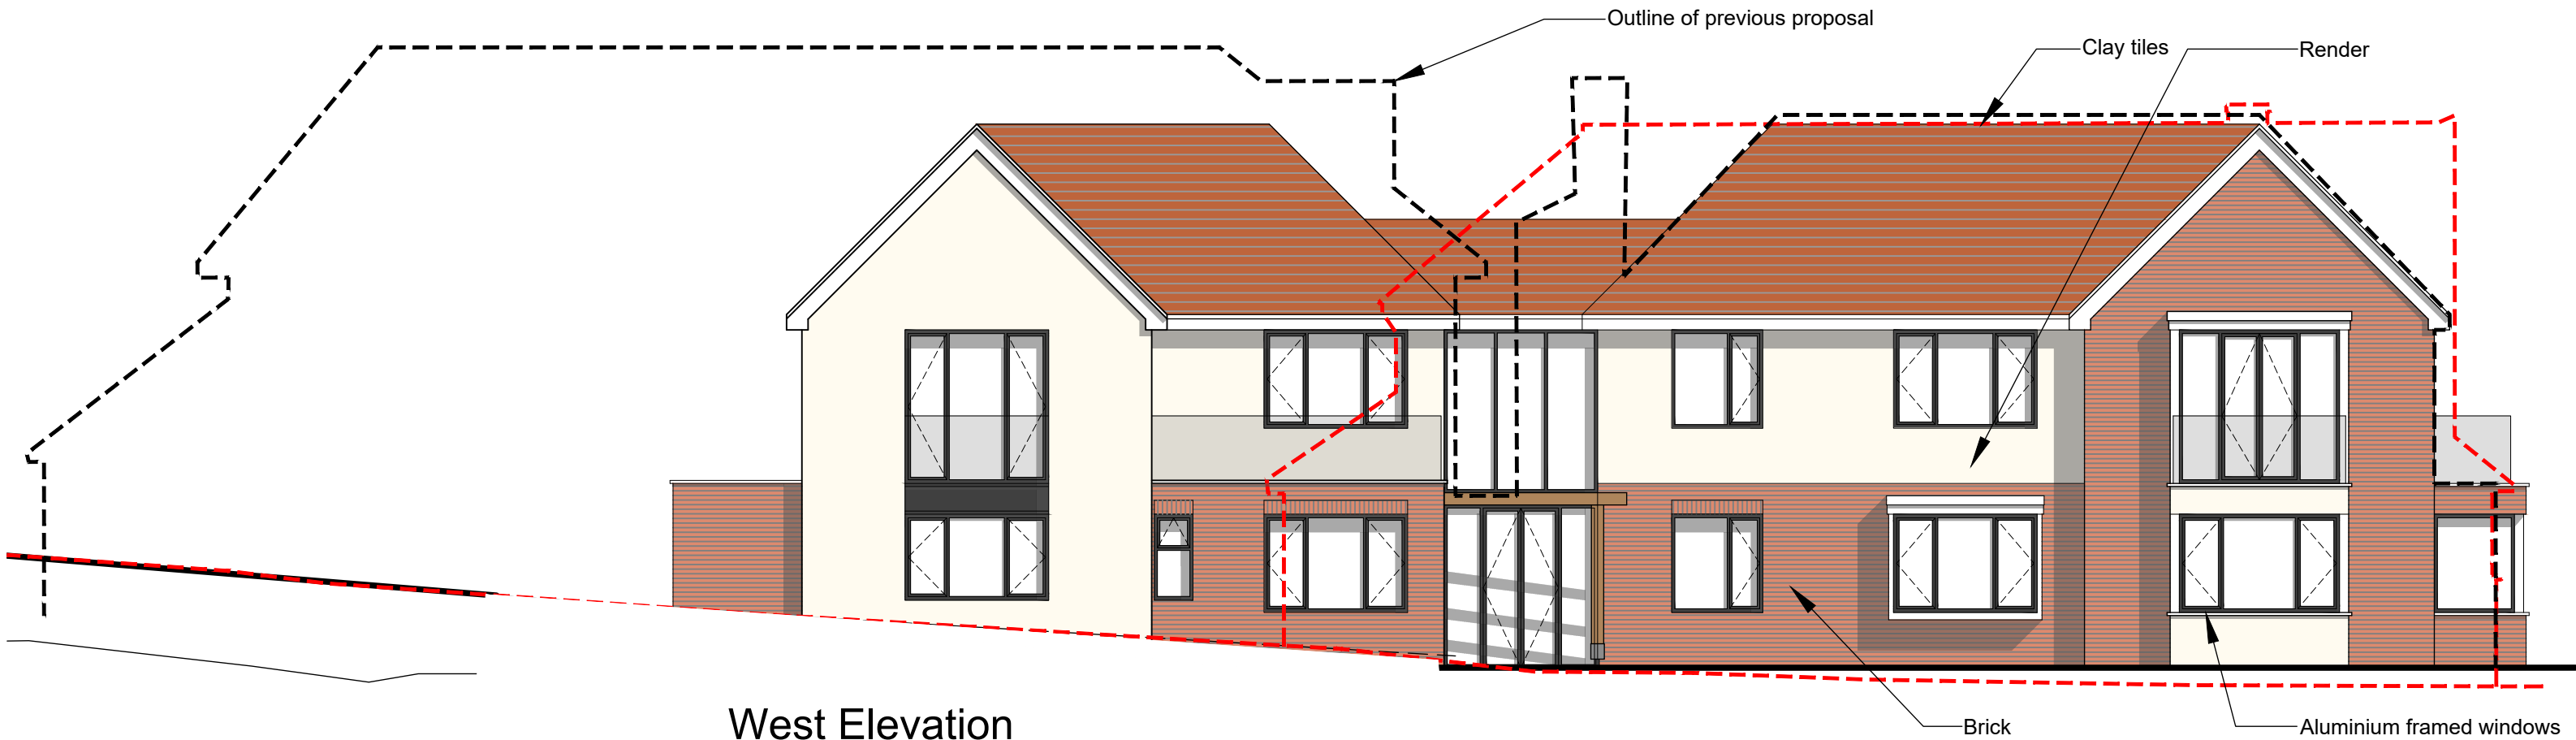 Outline of previous proposal
Clay tiles
Render
West Elevation
Brick
Aluminium framed windows